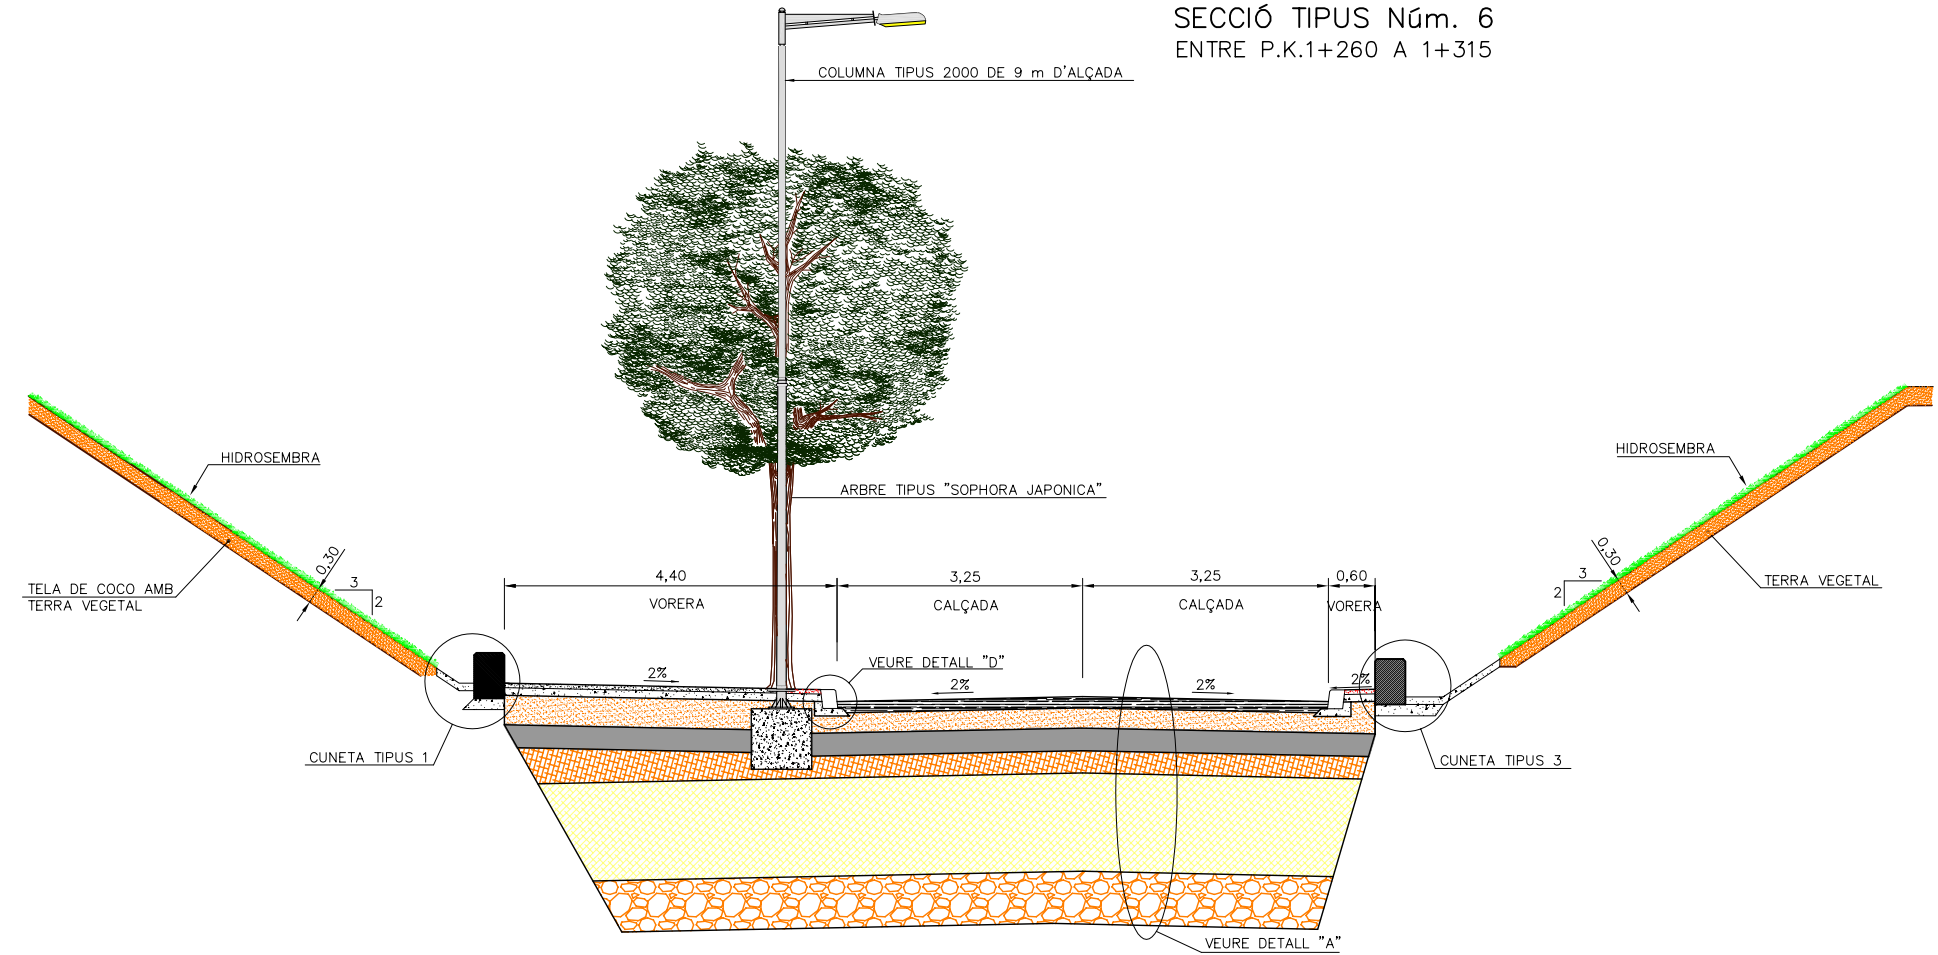 SECCIÓ TIPUS Núm. 6
ENTRE P.K.1+260 A 1+315
COLUMNA TIPUS 2000 DE 9 m D'ALÇADA
HIDROSEMBRA
HIDROSEMBRA
ARBRE TIPUS "SOPHORA JAPONICA"
0,30
0,30
3
2
3
2
TELA DE COCO AMB
TERRA VEGETAL
TERRA VEGETAL
4,40
3,25
3,25
0,60
VORERA
CALÇADA
CALÇADA
VORERA
VEURE DETALL "D"
2%
2%
2%
2%
CUNETA TIPUS 1
CUNETA TIPUS 3
VEURE DETALL "A"